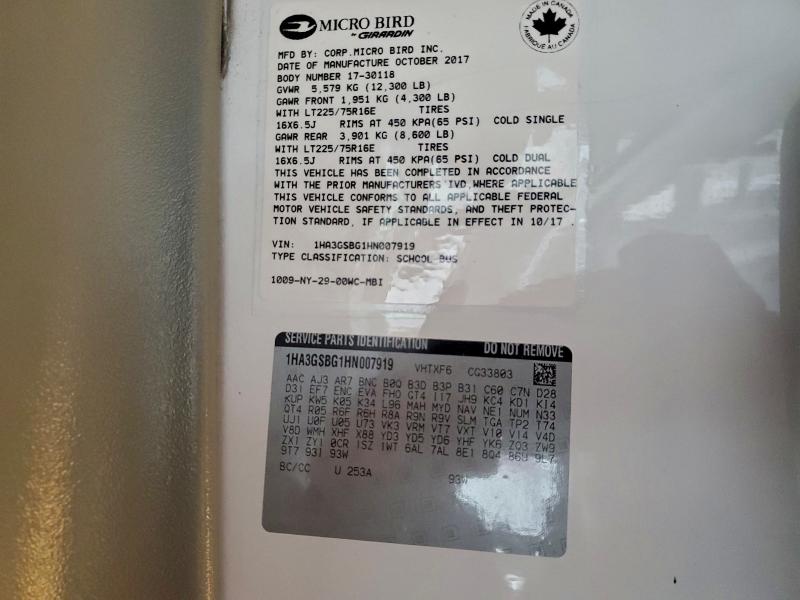 MICRO BIRD
by GIRARDIN
MADE IN CANADA
FABRIQUÉ AU CANADA
MFD BY: CORP.MICRO BIRD INC.
DATE OF MANUFACTURE OCTOBER 2017
BODY NUMBER 17-30118
GVWR 5,579 KG (12,300 LB)
GAWR FRONT 1,951 KG (4,300 LB)
WITH LT225/75R16E TIRES
16X6.5J RIMS AT 450 KPA(65 PSI) COLD SINGLE
GAWR REAR 3,901 KG (8,600 LB)
WITH LT225/75R16E TIRES
16X6.5J RIMS AT 450 KPA(65 PSI) COLD DUAL
THIS VEHICLE HAS BEEN COMPLETED IN ACCORDANCE
WITH THE PRIOR MANUFACTURERS'IVD,WHERE APPLICABLE
THIS VEHICLE CONFORMS TO ALL APPLICABLE FEDERAL
MOTOR VEHICLE SAFETY STANDARDS, AND THEFT PROTEC-
TION STANDARD, IF APPLICABLE IN EFFECT IN 10/17 .
VIN: 1HA3GSBG1HN007919
TYPE CLASSIFICATION: SCHOOL BUS
1009-NY-29-00WC-MBI
SERVICE PARTS IDENTIFICATION DO NOT REMOVE
1HA3GSBG1HN007919 VHTXF6 CG33803
AAC AJ3 AR7 BNC B0Q B3D B3P B31 C60 C7N D28
D31 EF7 ENC EVA FHO GT4 I17 JH9 KC4 KD1 K14
KUP KW5 K05 K34 L96 MAH MYD NAV NE1 NUM N33
QT4 R05 R6F R6H R8A R9N R9V SLM TGA TP2 T74
UJ1 U0F U05 U73 VK3 VRM VT7 VXT V10 V14 V4D
V8D WMH XHF X88 YD3 YD5 YD6 YHF YK6 ZQ3 ZW9
ZX1 ZY1 0CR 1SZ 1WT 6AL 7AL 8E1 8Q4 86U 9L7
9T7 931 93W
BC/CC U 253A
93W